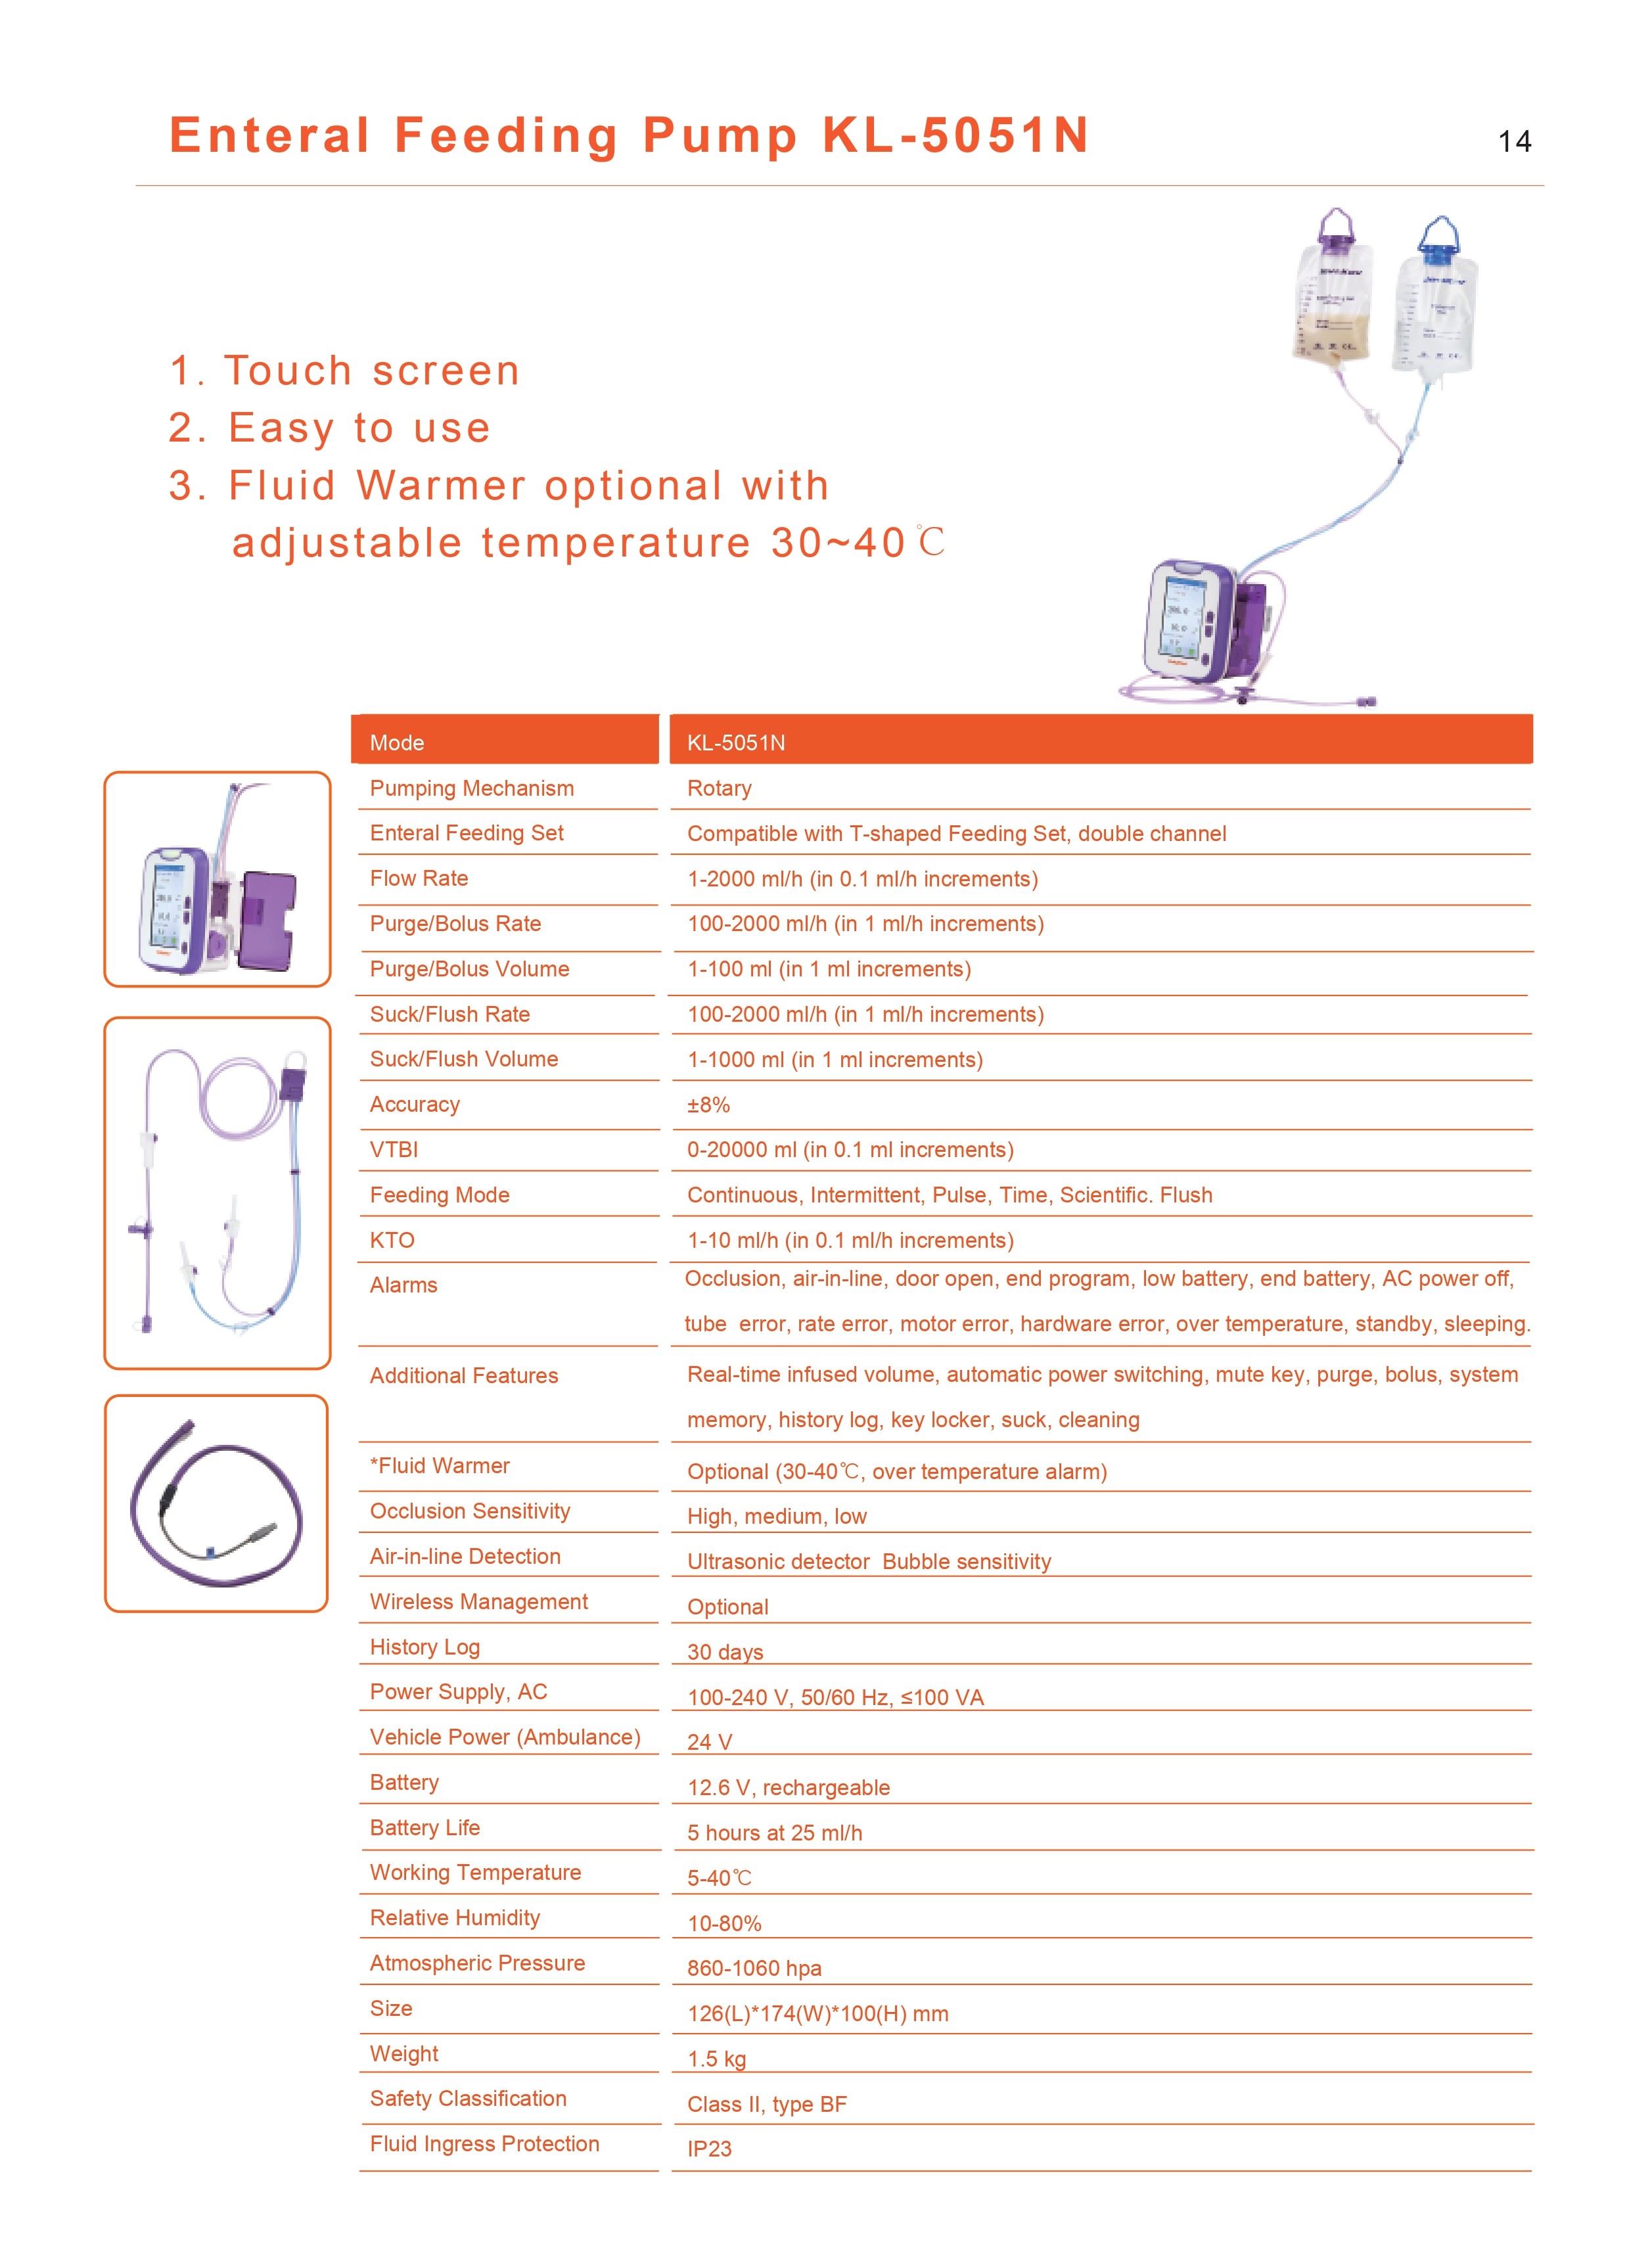 Enteral Feeding Pump KL-5051N
14
1. Touch screen
2. Easy to use
3. Fluid Warmer optional with
adjustable temperature 30~40℃
Mode KL-5051N
Pumping Mechanism Rotary
Enteral Feeding Set Compatible with T-shaped Feeding Set, double channel
Flow Rate 1-2000 ml/h (in 0.1 ml/h increments)
Purge/Bolus Rate 100-2000 ml/h (in 1 ml/h increments)
Purge/Bolus Volume 1-100 ml (in 1 ml increments)
Suck/Flush Rate 100-2000 ml/h (in 1 ml/h increments)
Suck/Flush Volume 1-1000 ml (in 1 ml increments)
Accuracy ±8%
VTBI 0-20000 ml (in 0.1 ml increments)
Feeding Mode Continuous, Intermittent, Pulse, Time, Scientific. Flush
KTO 1-10 ml/h (in 0.1 ml/h increments)
Alarms Occlusion, air-in-line, door open, end program, low battery, end battery, AC power off,
tube error, rate error, motor error, hardware error, over temperature, standby, sleeping.
Additional Features Real-time infused volume, automatic power switching, mute key, purge, bolus, system
memory, history log, key locker, suck, cleaning
*Fluid Warmer Optional (30-40℃, over temperature alarm)
Occlusion Sensitivity High, medium, low
Air-in-line Detection Ultrasonic detector Bubble sensitivity
Wireless Management Optional
History Log 30 days
Power Supply, AC 100-240 V, 50/60 Hz, ≤100 VA
Vehicle Power (Ambulance) 24 V
Battery 12.6 V, rechargeable
Battery Life 5 hours at 25 ml/h
Working Temperature 5-40℃
Relative Humidity 10-80%
Atmospheric Pressure 860-1060 hpa
Size 126(L)*174(W)*100(H) mm
Weight 1.5 kg
Safety Classification Class II, type BF
Fluid Ingress Protection IP23